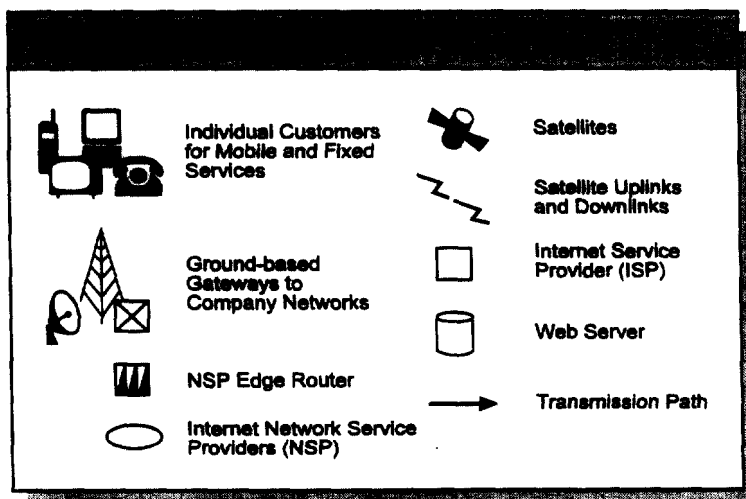 Individual Customers
for Mobile and Fixed
Services
Ground-based
Gateways to
Company Networks
NSP Edge Router
Internet Network Service
Providers (NSP)
Satellites
Satellite Uplinks
and Downlinks
Internet Service
Provider (ISP)
Web Server
Transmission Path